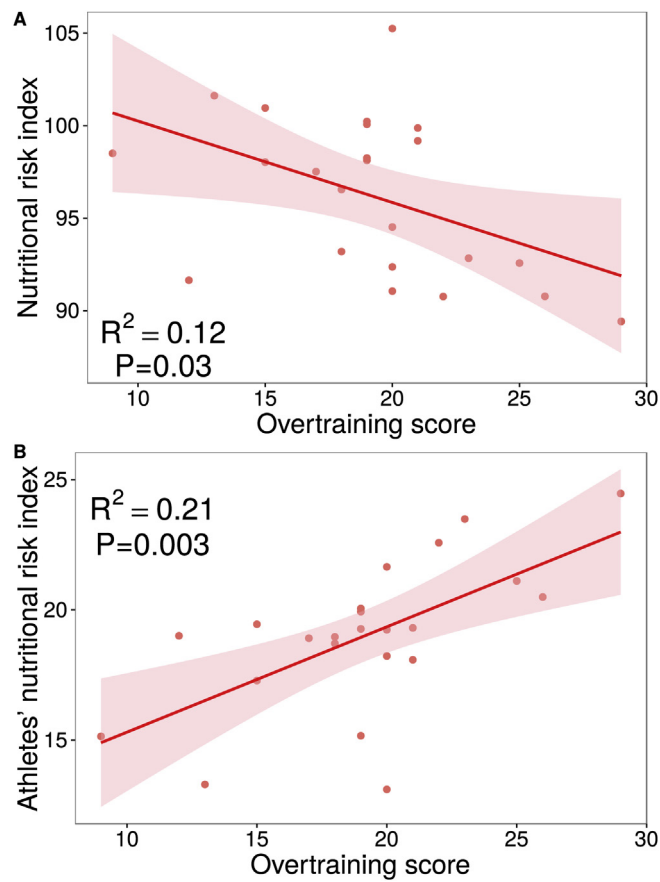 A
Nutritional risk index
105
100
95
90
R² = 0.12
P=0.03
10 15 20 25 30
Overtraining score
B
Athletes’ nutritional risk index
25
20
15
R² = 0.21
P=0.003
10 15 20 25 30
Overtraining score